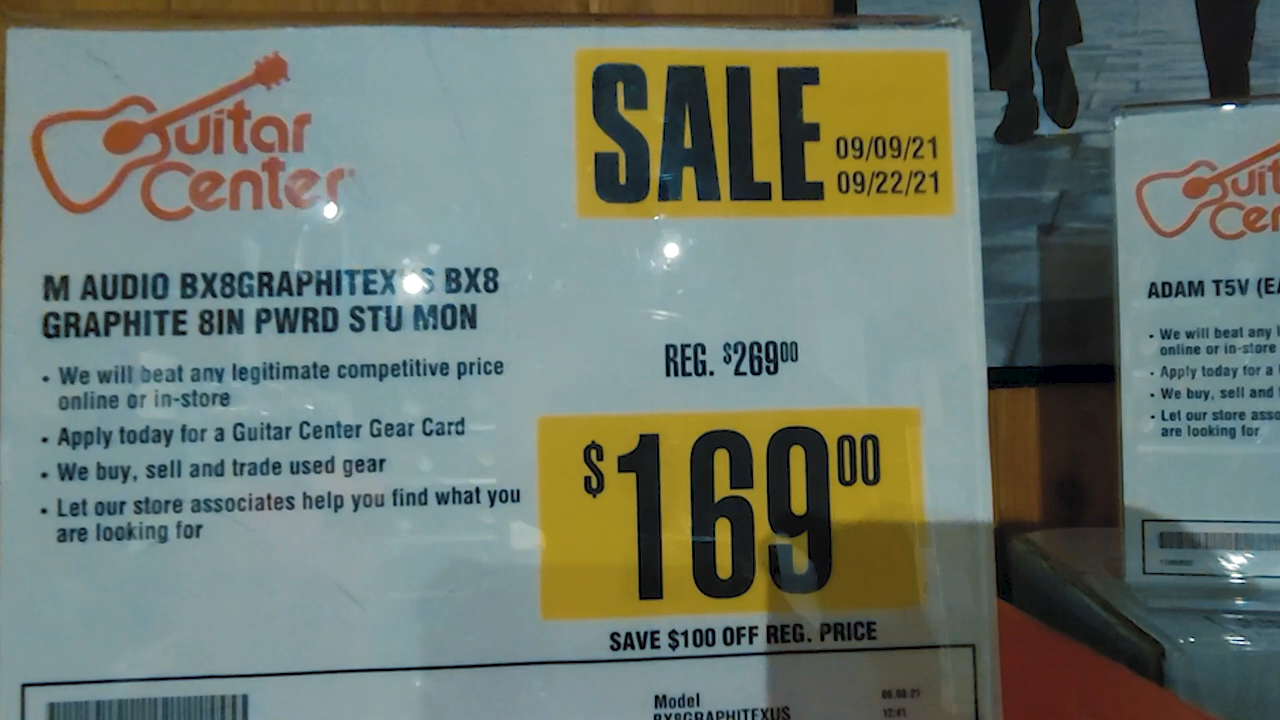 Guitar
Center
SALE
09/09/21
09/22/21
M AUDIO BX8
GRAPHITE 8IN PWRD STU MON
• We will beat any legitimate competitive price
online or in-store
• Apply today for a Guitar Center Gear Card
• We buy, sell and trade used gear
• Let our store associates help you find what you
are looking for
REG. $26900
$16900
SAVE $100 OFF REG. PRICE
Model
BX8GRAPHITEXUS
12:41
ADAM T5V
• We will beat any
online or in-store
• Apply today for a
• We buy, sell and
• Let our store
are looking for